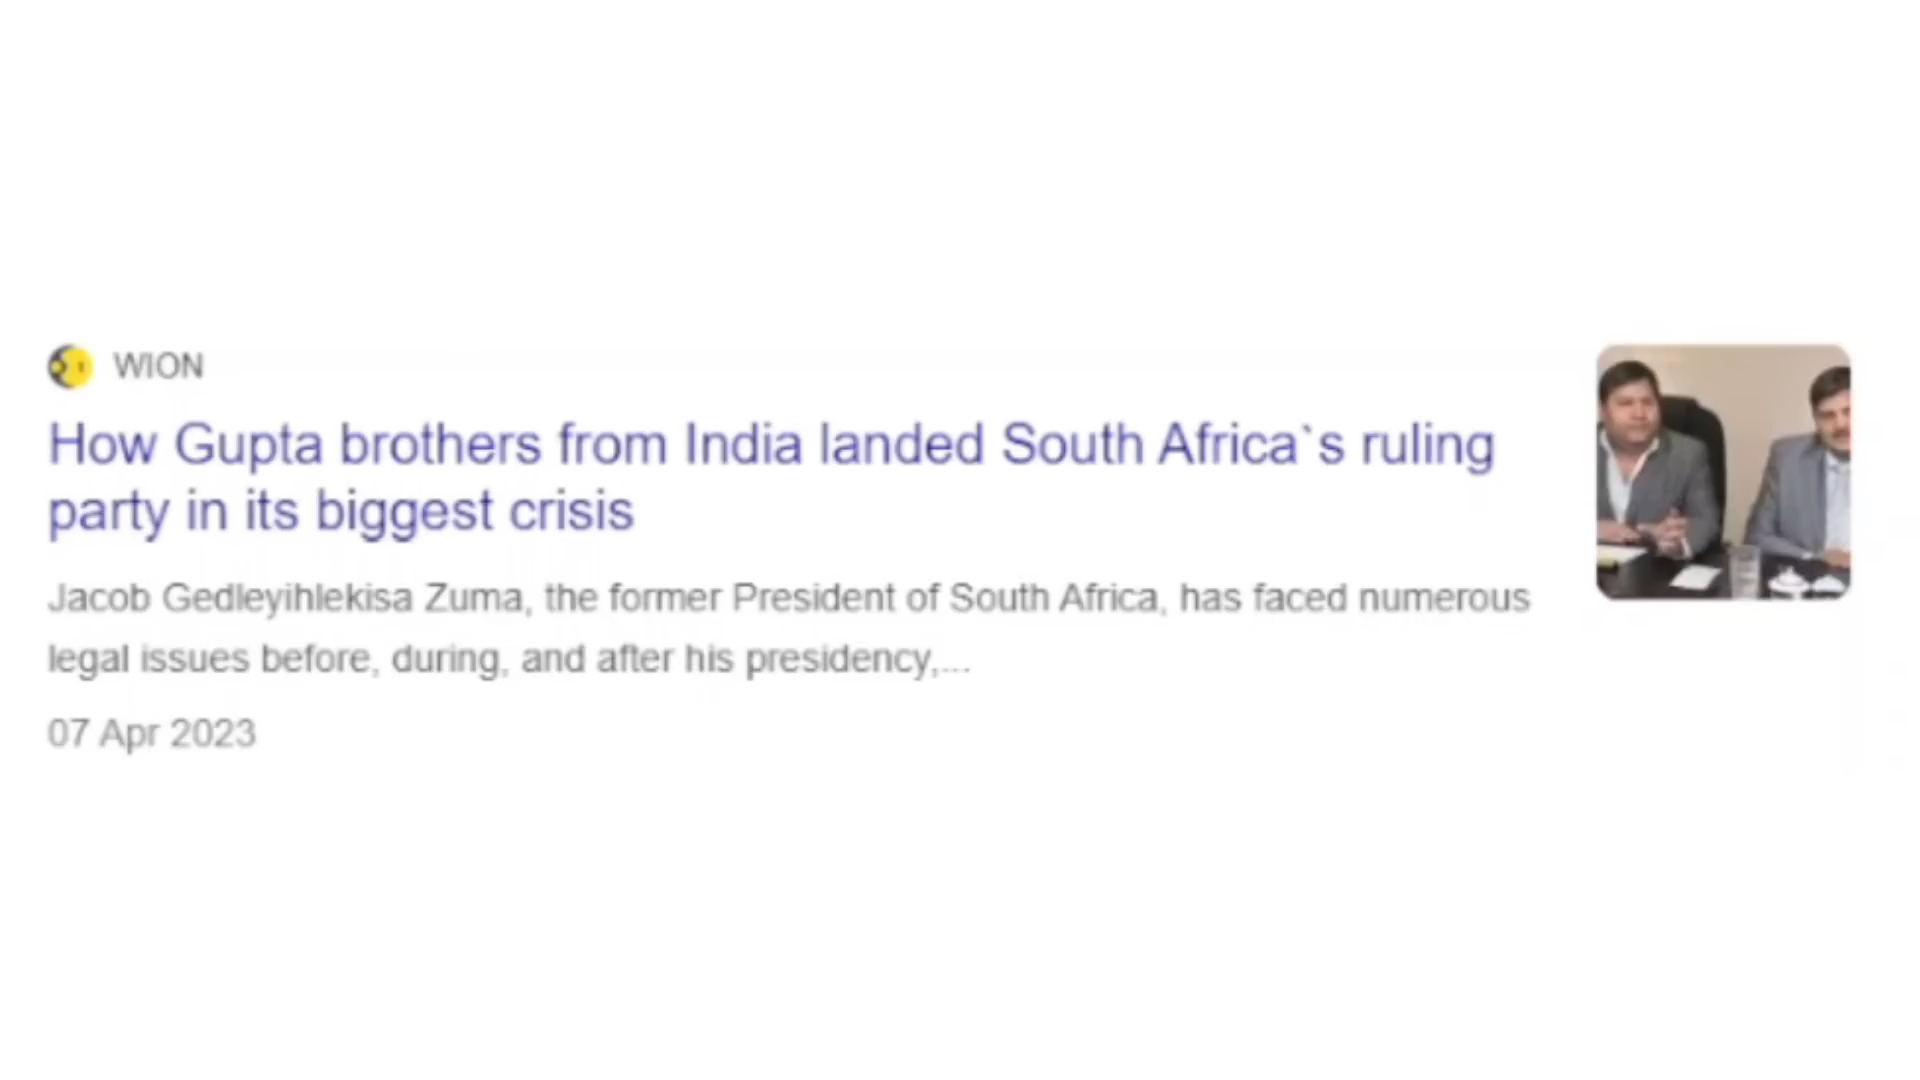 WION
How Gupta brothers from India landed South Africa`s ruling
party in its biggest crisis
Jacob Gedleyihlekisa Zuma, the former President of South Africa, has faced numerous
legal issues before, during, and after his presidency,...
07 Apr 2023